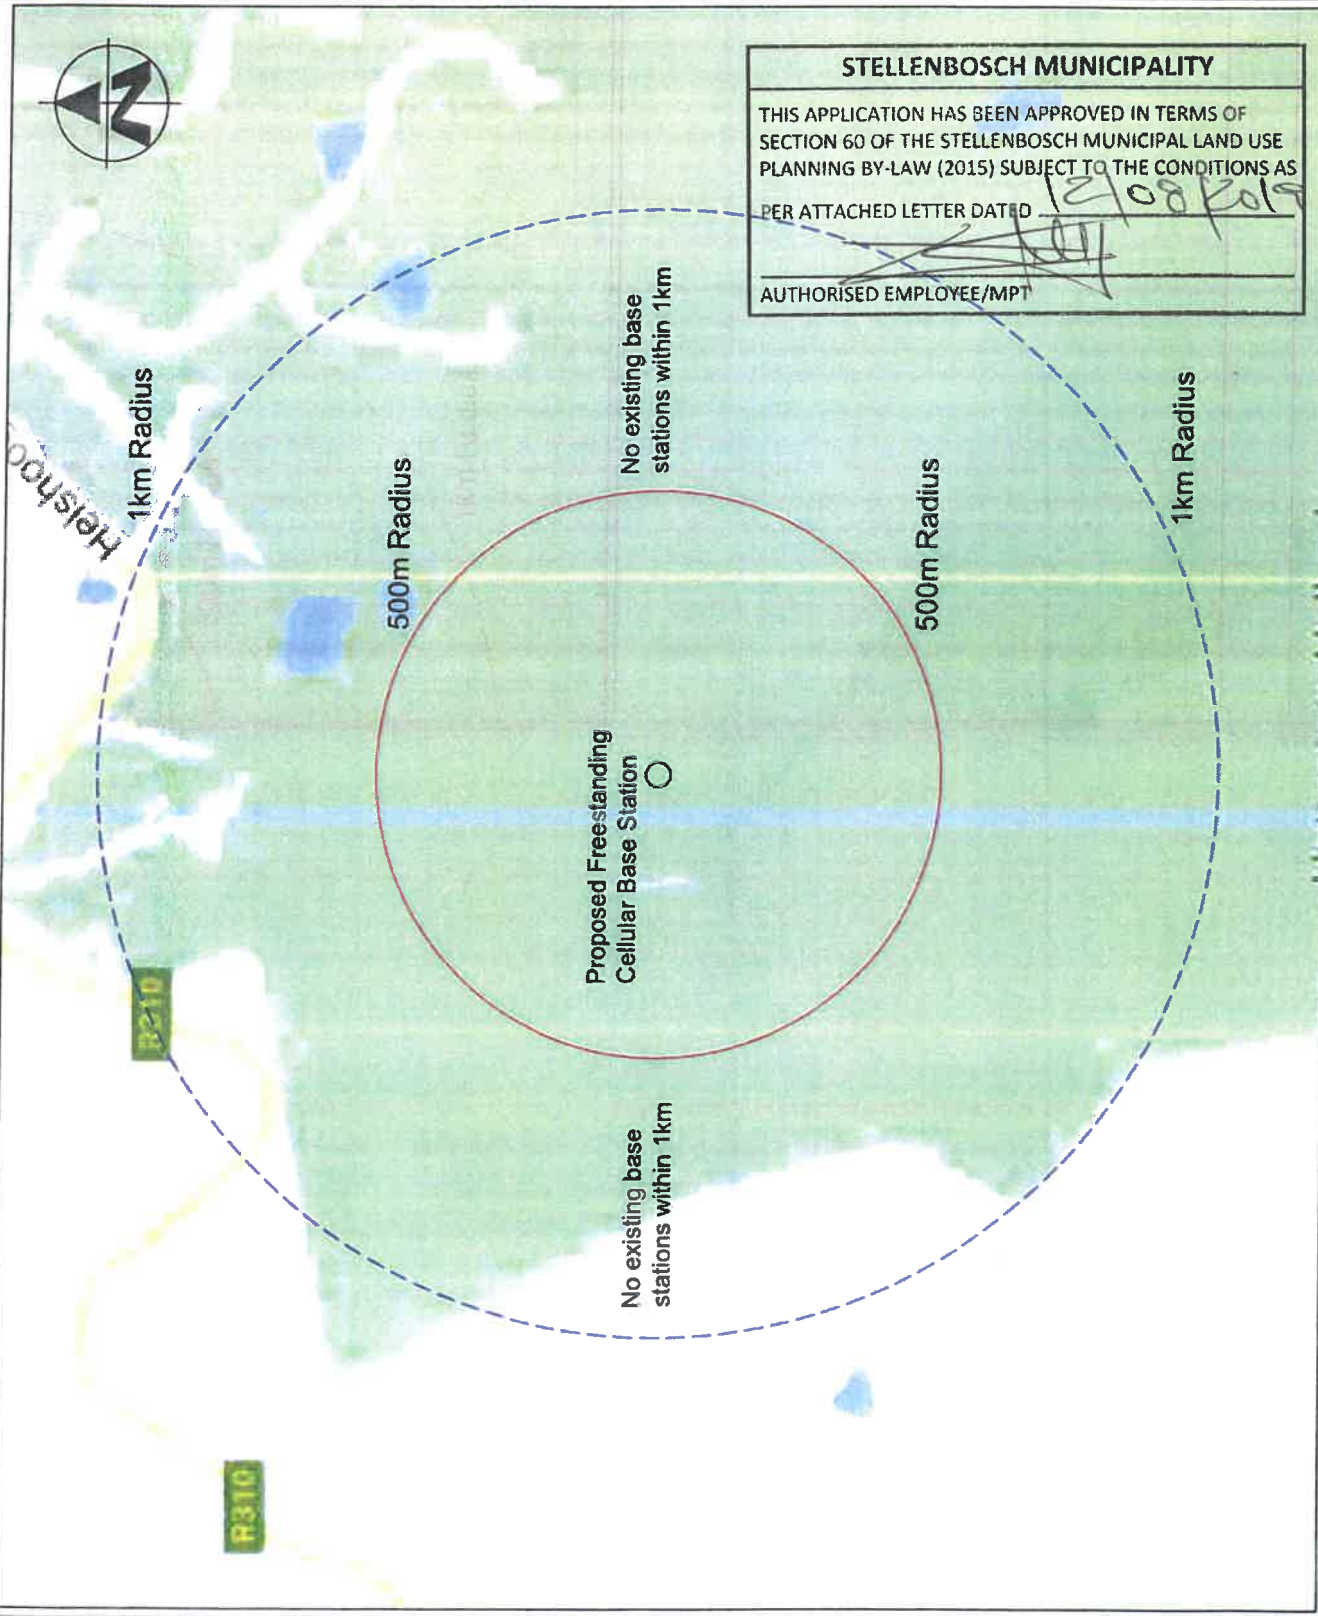 N
STELLENBOSCH MUNICIPALITY
THIS APPLICATION HAS BEEN APPROVED IN TERMS OF
SECTION 60 OF THE STELLENBOSCH MUNICIPAL LAND USE
PLANNING BY-LAW (2015) SUBJECT TO THE CONDITIONS AS
PER ATTACHED LETTER DATED 12/08/2019
AUTHORISED EMPLOYEE/MPT
1km Radius
500m Radius
No existing base
stations within 1km
Proposed Freestanding
Cellular Base Station
No existing base
stations within 1km
500m Radius
1km Radius
R310
R310